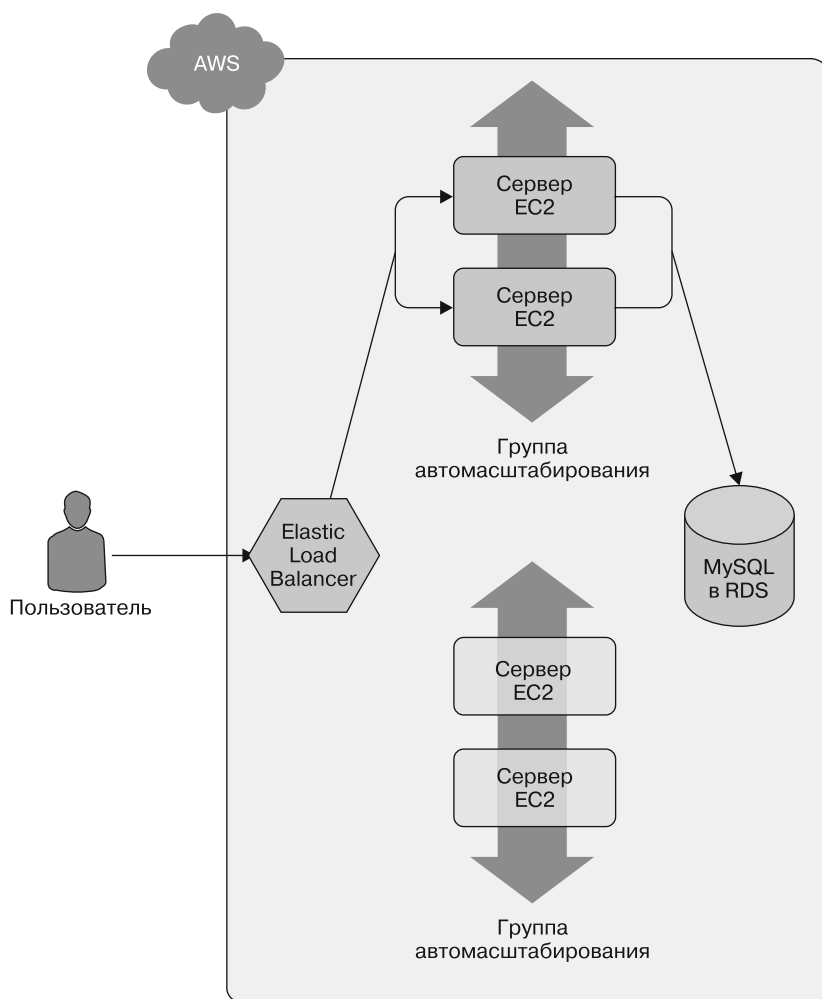 AWS
Сервер
EC2
Сервер
EC2
Группа
автомасштабирования
Elastic
Load
Balancer
Пользователь
MySQL
в RDS
Сервер
EC2
Сервер
EC2
Группа
автомасштабирования